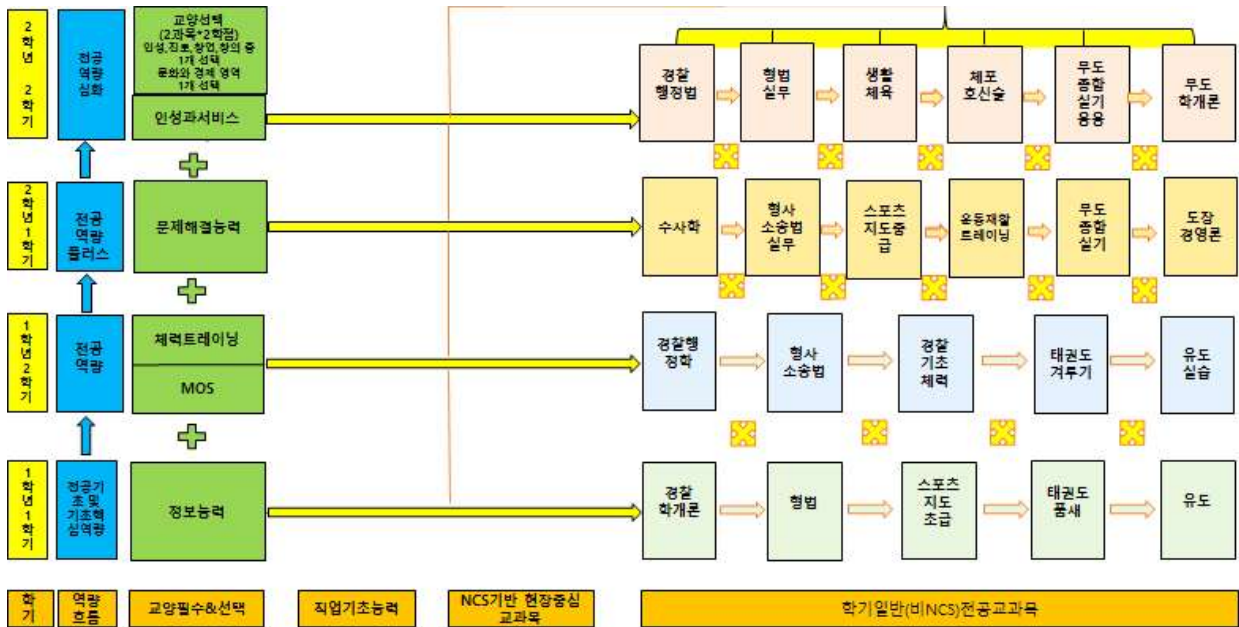 2
학
년
2
학
기
전공
역량
심화
교양선택
(2과목*2학점)
인성,진로,창업,창의 중
1개 선택
문화와 경제 영역
1개 선택
인성과서비스
경찰
행정법
형법
실무
생활
체육
체포
호신술
무도
종합
실기
응용
무도
학개론
2
학
년
1
학
기
전공
역량
플러스
문제해결능력
수사학
형사
소송법
실무
스포츠
지도중
급
운동재활
트레이닝
무도
종합
실기
도장
경영론
1
학
년
2
학
기
전공
역량
체력트레이닝
MOS
경찰행
정학
형사
소송법
경찰
기초
체력
태권도
겨루기
유도
실습
1
학
년
1
학
기
전공기
초 및
기초핵
심역량
정보능력
경찰
학개론
형법
스포츠
지도
초급
태권도
품새
유도
학
기
역량
흐름
교양필수&선택
직업기초능력
NCS기반 현장중심
교과목
학기일반(비NCS)전공교과목